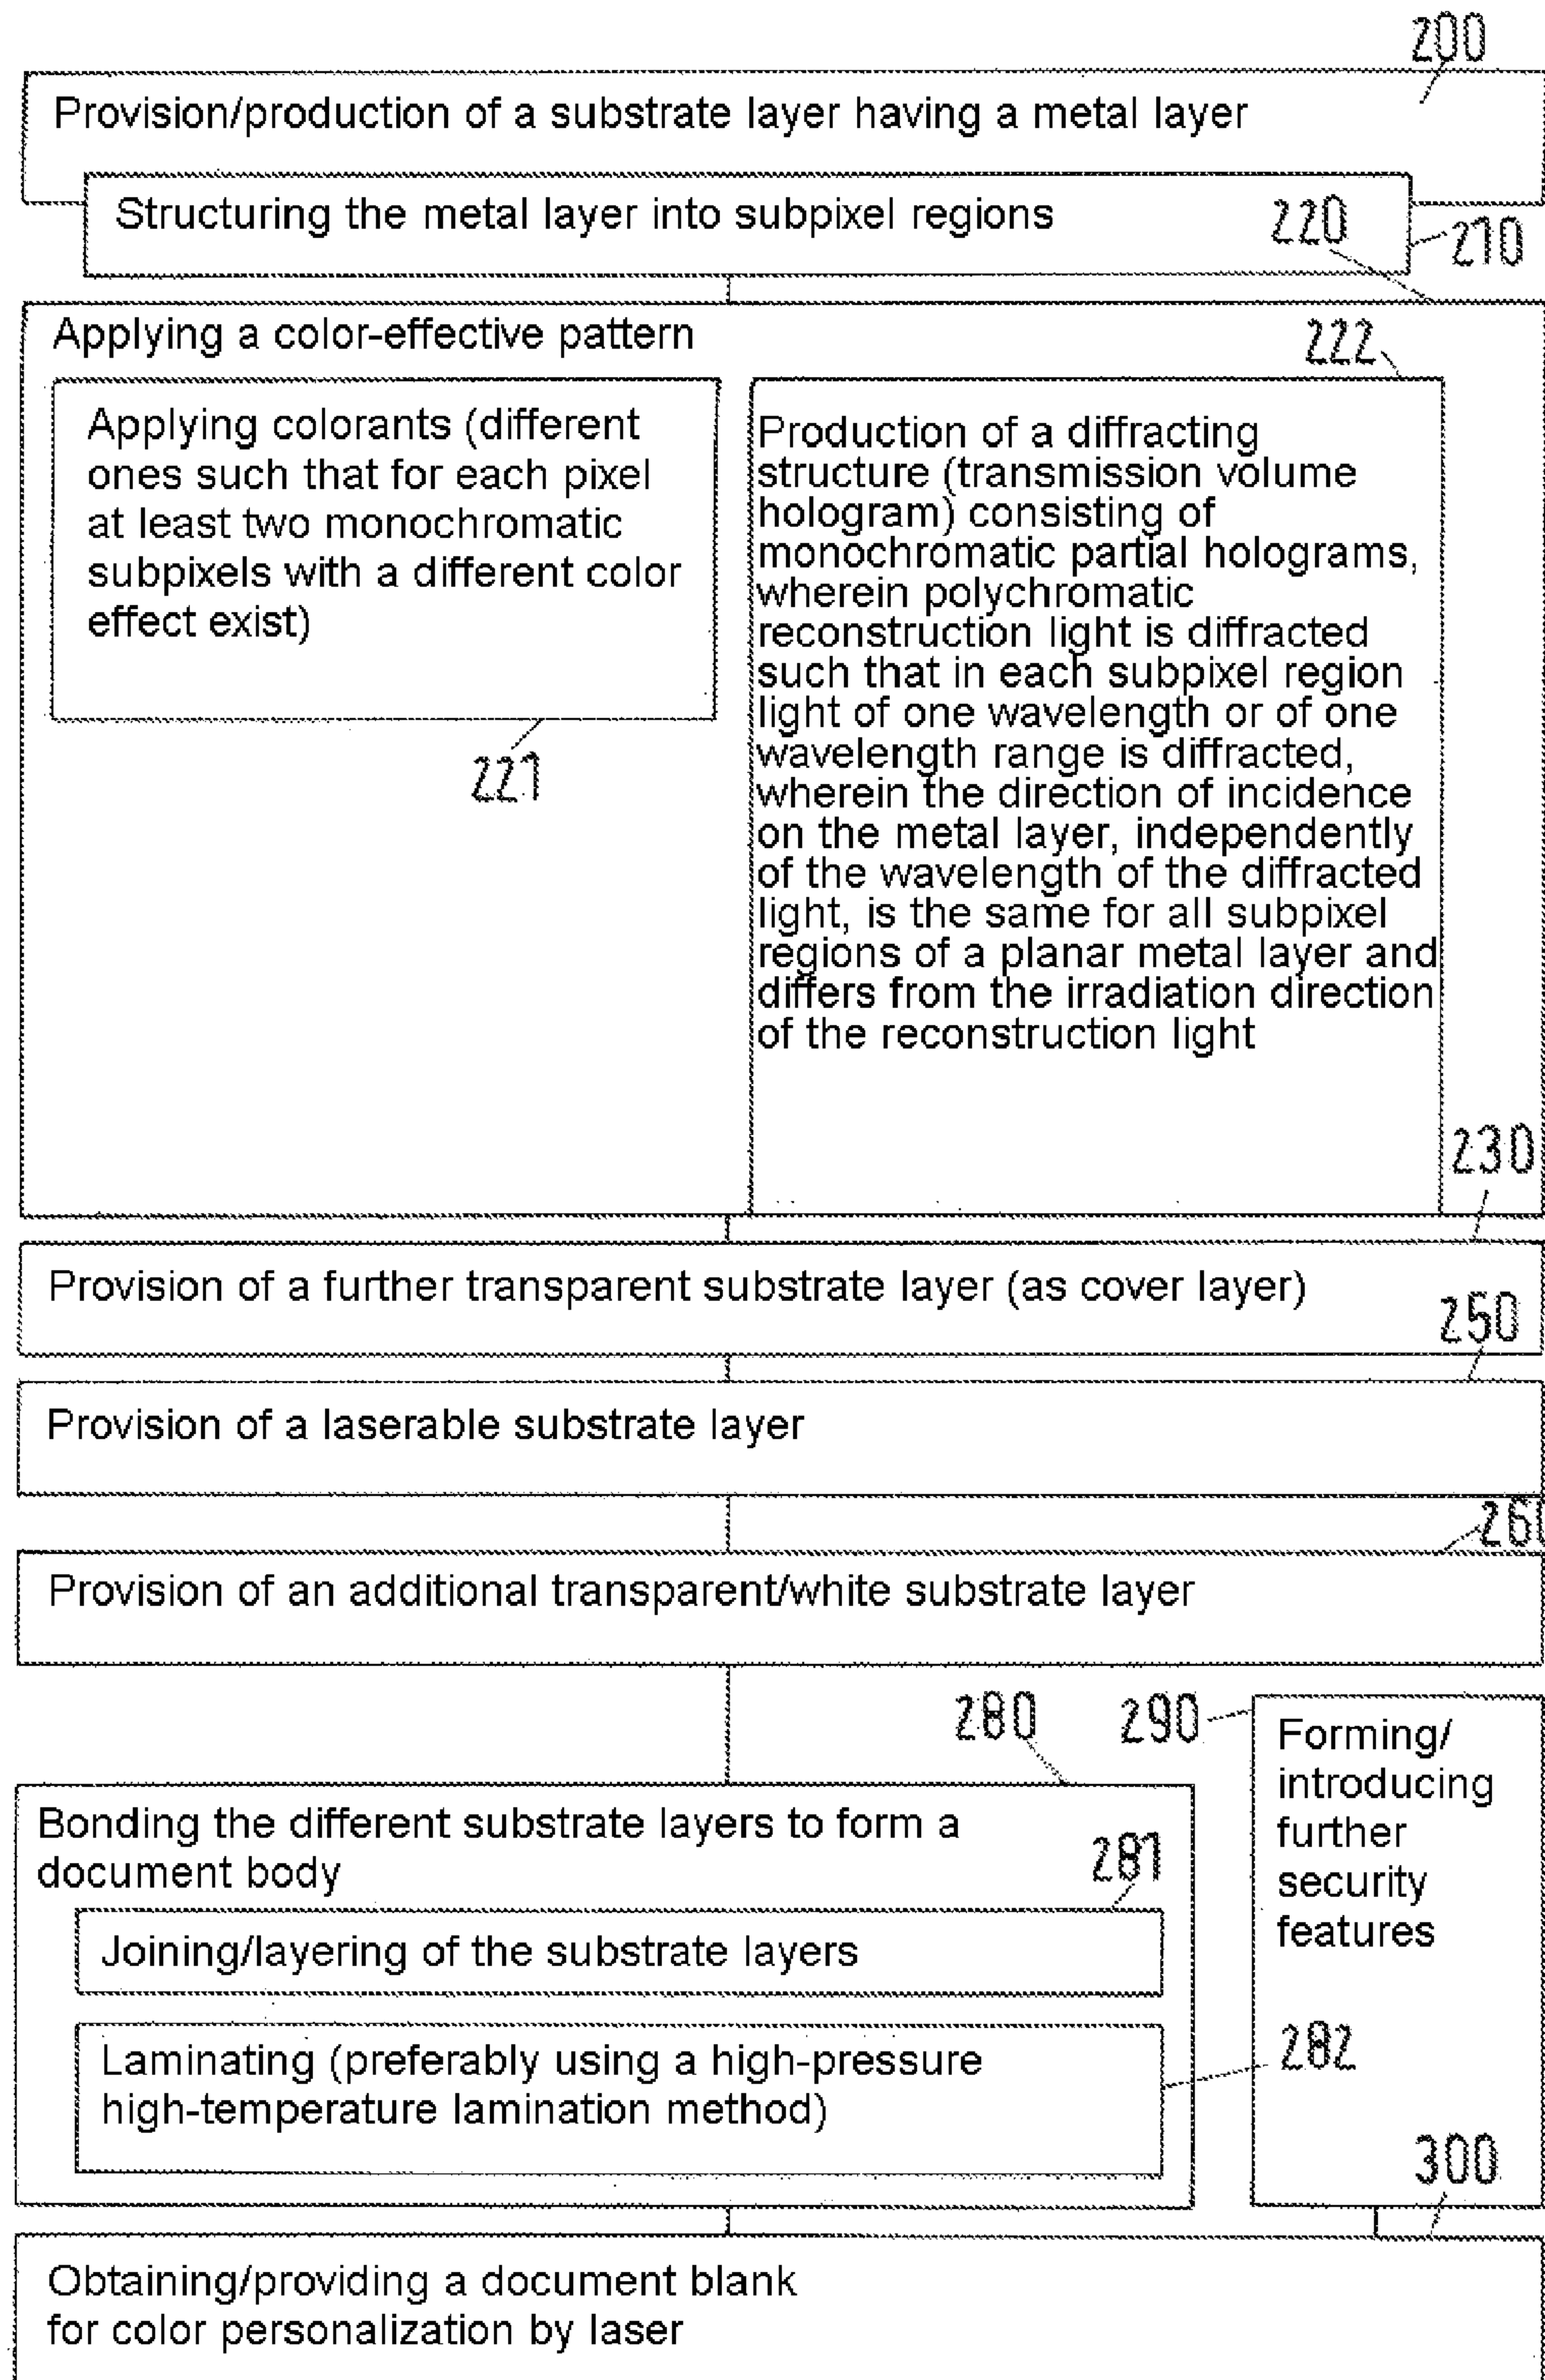 200
Provision/production of a substrate layer having a metal layer
Structuring the metal layer into subpixel regions
220
210
Applying a color-effective pattern
222
Applying colorants (different
ones such that for each pixel
at least two monochromatic
subpixels with a different color
effect exist)
221
Production of a diffracting
structure (transmission volume
hologram) consisting of
monochromatic partial holograms,
wherein polychromatic
reconstruction light is diffracted
such that in each subpixel region
light of one wavelength or of one
wavelength range is diffracted,
wherein the direction of incidence
on the metal layer, independently
of the wavelength of the diffracted
light, is the same for all subpixel
regions of a planar metal layer and
differs from the irradiation direction
of the reconstruction light
230
Provision of a further transparent substrate layer (as cover layer)
250
Provision of a laserable substrate layer
260
Provision of an additional transparent/white substrate layer
280
290
Forming/
introducing
further
security
features
Bonding the different substrate layers to form a
document body
281
Joining/layering of the substrate layers
Laminating (preferably using a high-pressure
high-temperature lamination method)
282
300
Obtaining/providing a document blank
for color personalization by laser